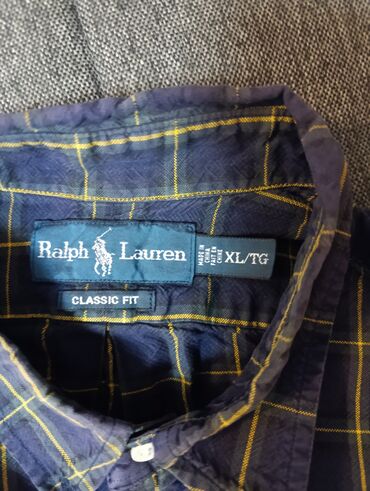 Ralph Lauren
MADE IN CHINA
FAIT EN CHINE
XL/TG
CLASSIC FIT